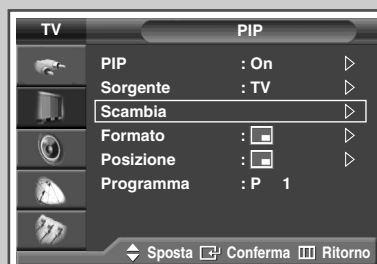 TV PIP
PIP : On
Sorgente : TV
Scambia
Formato :
Posizione :
Programma : P 1
Sposta Conferma Ritorno